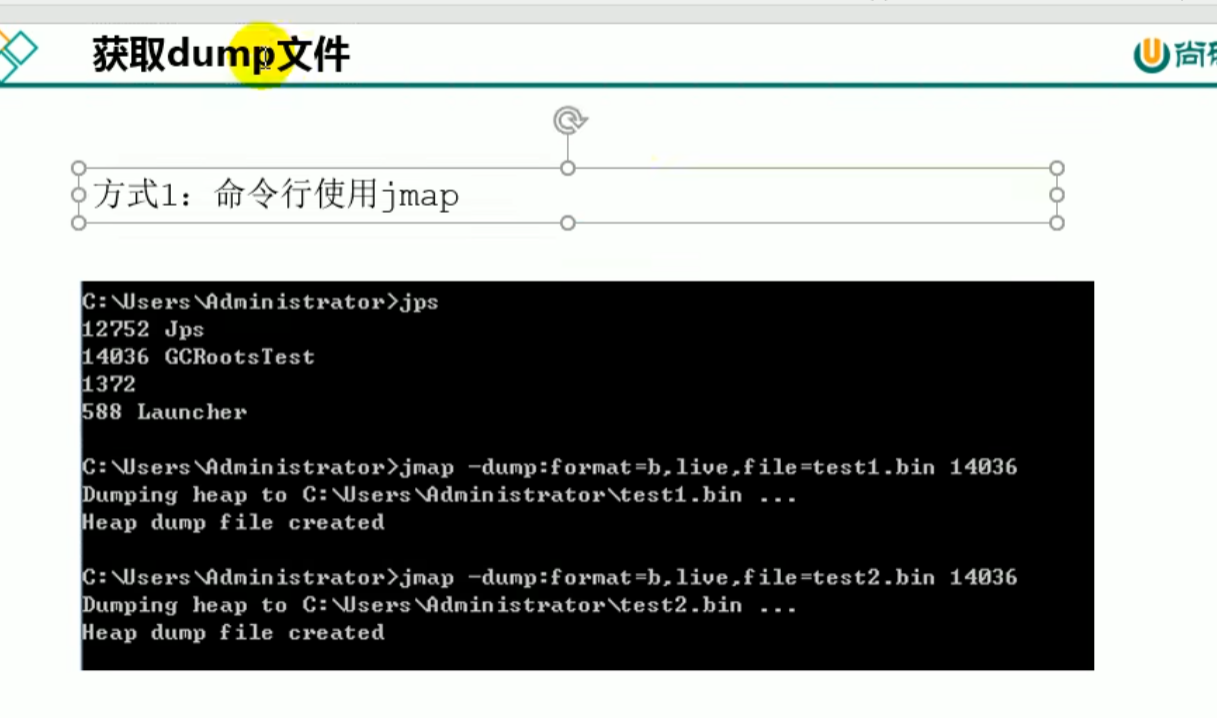 获取dump文件
尚
方式1：命令行使用jmap
C:\Users\Administrator>jps
12752 Jps
14036 GCRootsTest
1372
588 Launcher
C:\Users\Administrator>jmap -dump:format=b,live,file=test1.bin 14036
Dumping heap to C:\Users\Administrator\test1.bin ...
Heap dump file created
C:\Users\Administrator>jmap -dump:format=b,live,file=test2.bin 14036
Dumping heap to C:\Users\Administrator\test2.bin ...
Heap dump file created